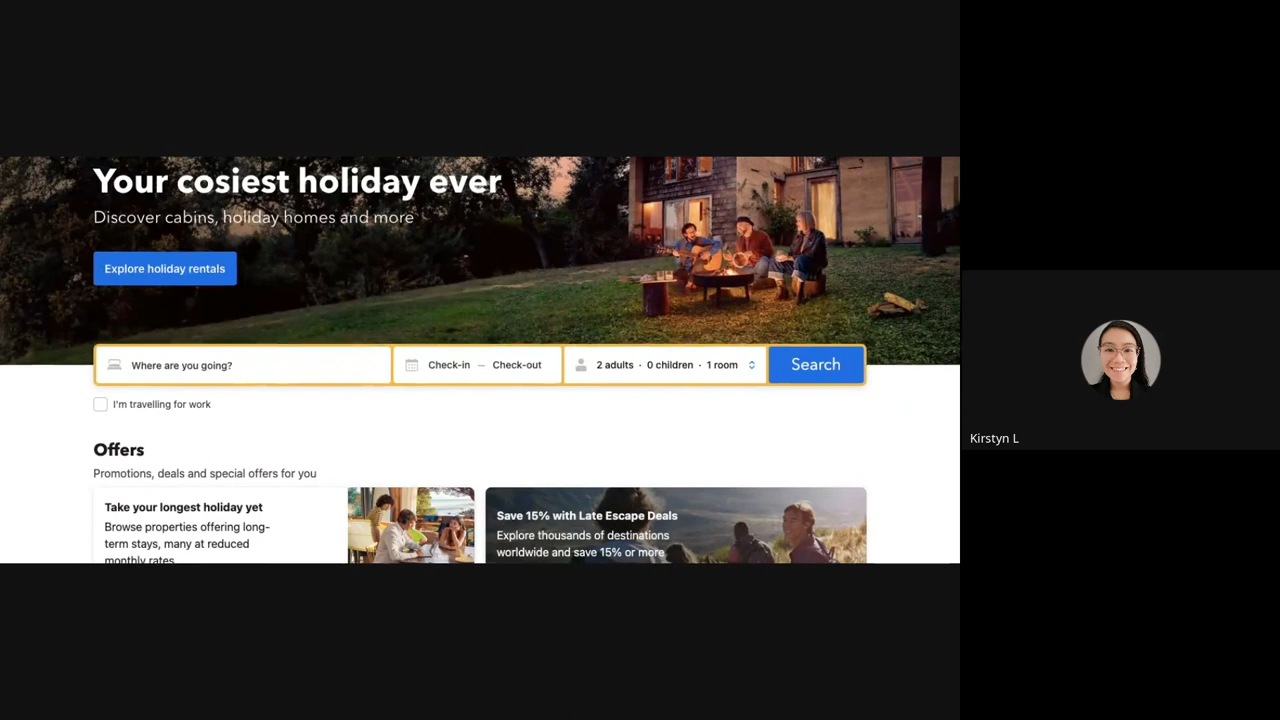 Your cosiest holiday ever
Discover cabins, holiday homes and more
Explore holiday rentals
Where are you going?
Check-in — Check-out
2 adults · 0 children · 1 room
Search
I'm travelling for work
Offers
Promotions, deals and special offers for you
Take your longest holiday yet
Browse properties offering long-
term stays, many at reduced
monthly rates
Save 15% with Late Escape Deals
Explore thousands of destinations
worldwide and save 15% or more
Kirstyn L